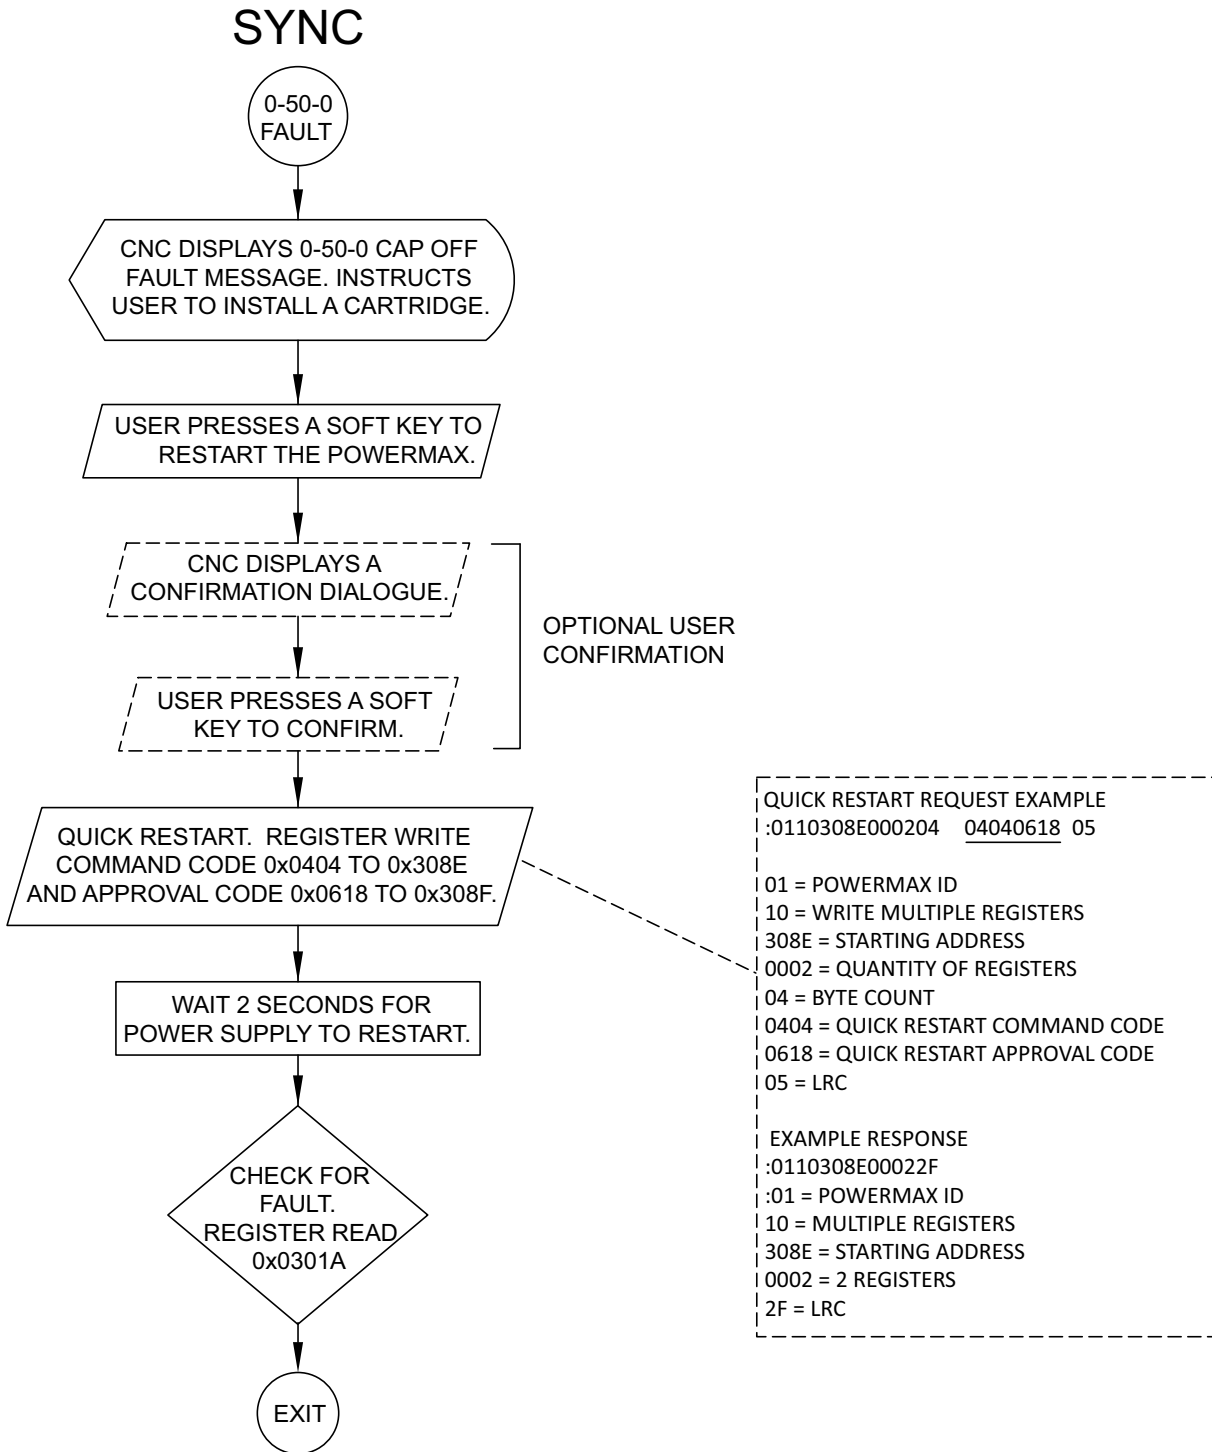 SYNC
0-50-0
FAULT
CNC DISPLAYS 0-50-0 CAP OFF
FAULT MESSAGE. INSTRUCTS
USER TO INSTALL A CARTRIDGE.
USER PRESSES A SOFT KEY TO
RESTART THE POWERMAX.
CNC DISPLAYS A
CONFIRMATION DIALOGUE.
USER PRESSES A SOFT
KEY TO CONFIRM.
OPTIONAL USER
CONFIRMATION
QUICK RESTART. REGISTER WRITE
COMMAND CODE 0x0404 TO 0x308E
AND APPROVAL CODE 0x0618 TO 0x308F.
WAIT 2 SECONDS FOR
POWER SUPPLY TO RESTART.
CHECK FOR
FAULT.
REGISTER READ
0x0301A
EXIT
QUICK RESTART REQUEST EXAMPLE
:0110308E000204 04040618 05
01 = POWERMAX ID
10 = WRITE MULTIPLE REGISTERS
308E = STARTING ADDRESS
0002 = QUANTITY OF REGISTERS
04 = BYTE COUNT
0404 = QUICK RESTART COMMAND CODE
0618 = QUICK RESTART APPROVAL CODE
05 = LRC
EXAMPLE RESPONSE
:0110308E00022F
:01 = POWERMAX ID
10 = MULTIPLE REGISTERS
308E = STARTING ADDRESS
0002 = 2 REGISTERS
2F = LRC